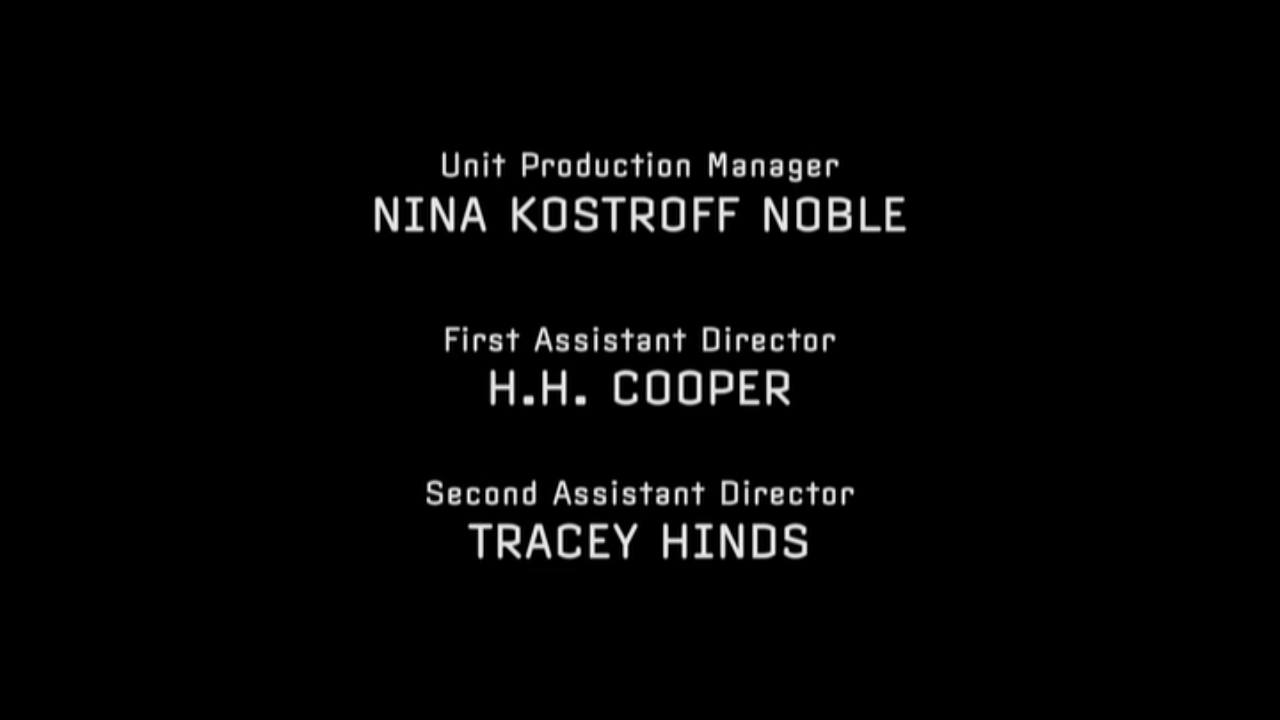 Unit Production Manager
NINA KOSTROFF NOBLE
First Assistant Director
H.H. COOPER
Second Assistant Director
TRACEY HINDS